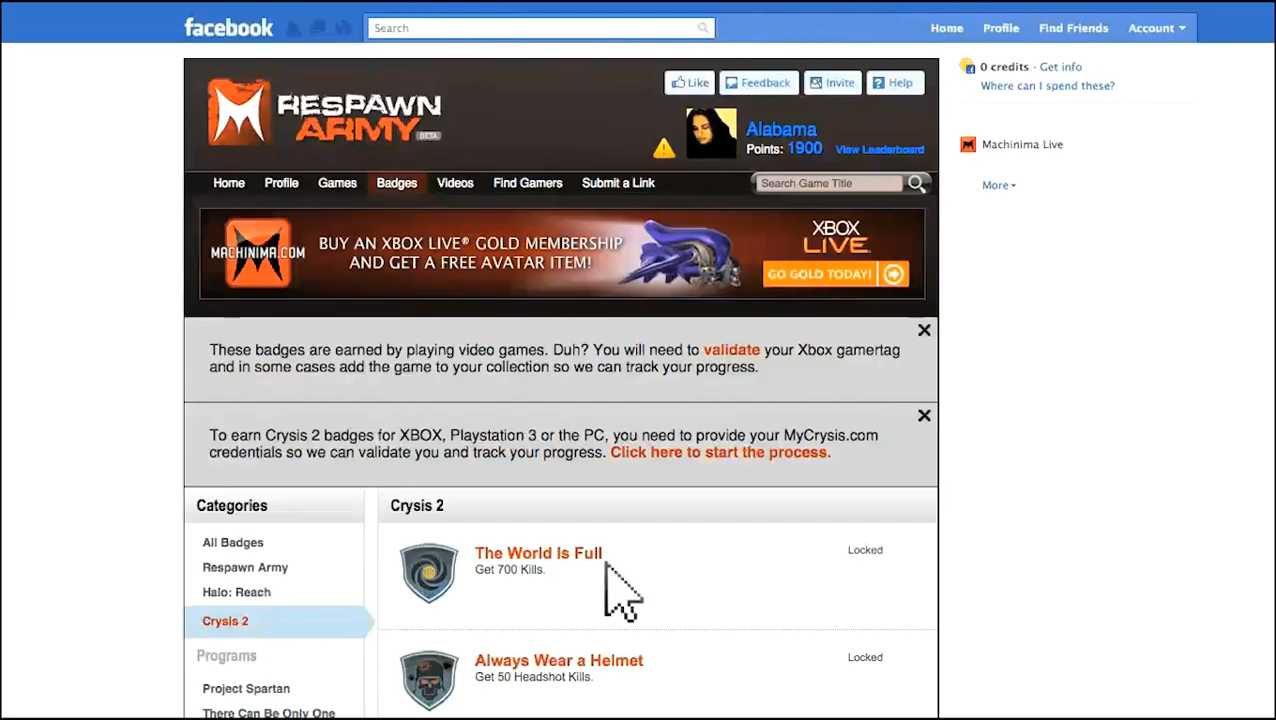 facebook
Search
Home Profile Find Friends Account
0 credits · Get info
Where can I spend these?
Machinima Live
More
RESPAWN
ARMY BETA
Like Feedback Invite Help
Alabama
Points: 1900 View Leaderboard
Home Profile Games Badges Videos Find Gamers Submit a Link
Search Game Title
MACHINIMA.COM
BUY AN XBOX LIVE® GOLD MEMBERSHIP
AND GET A FREE AVATAR ITEM!
XBOX
LIVE
GO GOLD TODAY!
These badges are earned by playing video games. Duh? You will need to validate your Xbox gamertag
and in some cases add the game to your collection so we can track your progress.
To earn Crysis 2 badges for XBOX, Playstation 3 or the PC, you need to provide your MyCrysis.com
credentials so we can validate you and track your progress. Click here to start the process.
Categories
All Badges
Respawn Army
Halo: Reach
Crysis 2
Programs
Project Spartan
There Can Be Only One
Crysis 2
The World Is Full
Get 700 Kills.
Locked
Always Wear a Helmet
Get 50 Headshot Kills.
Locked